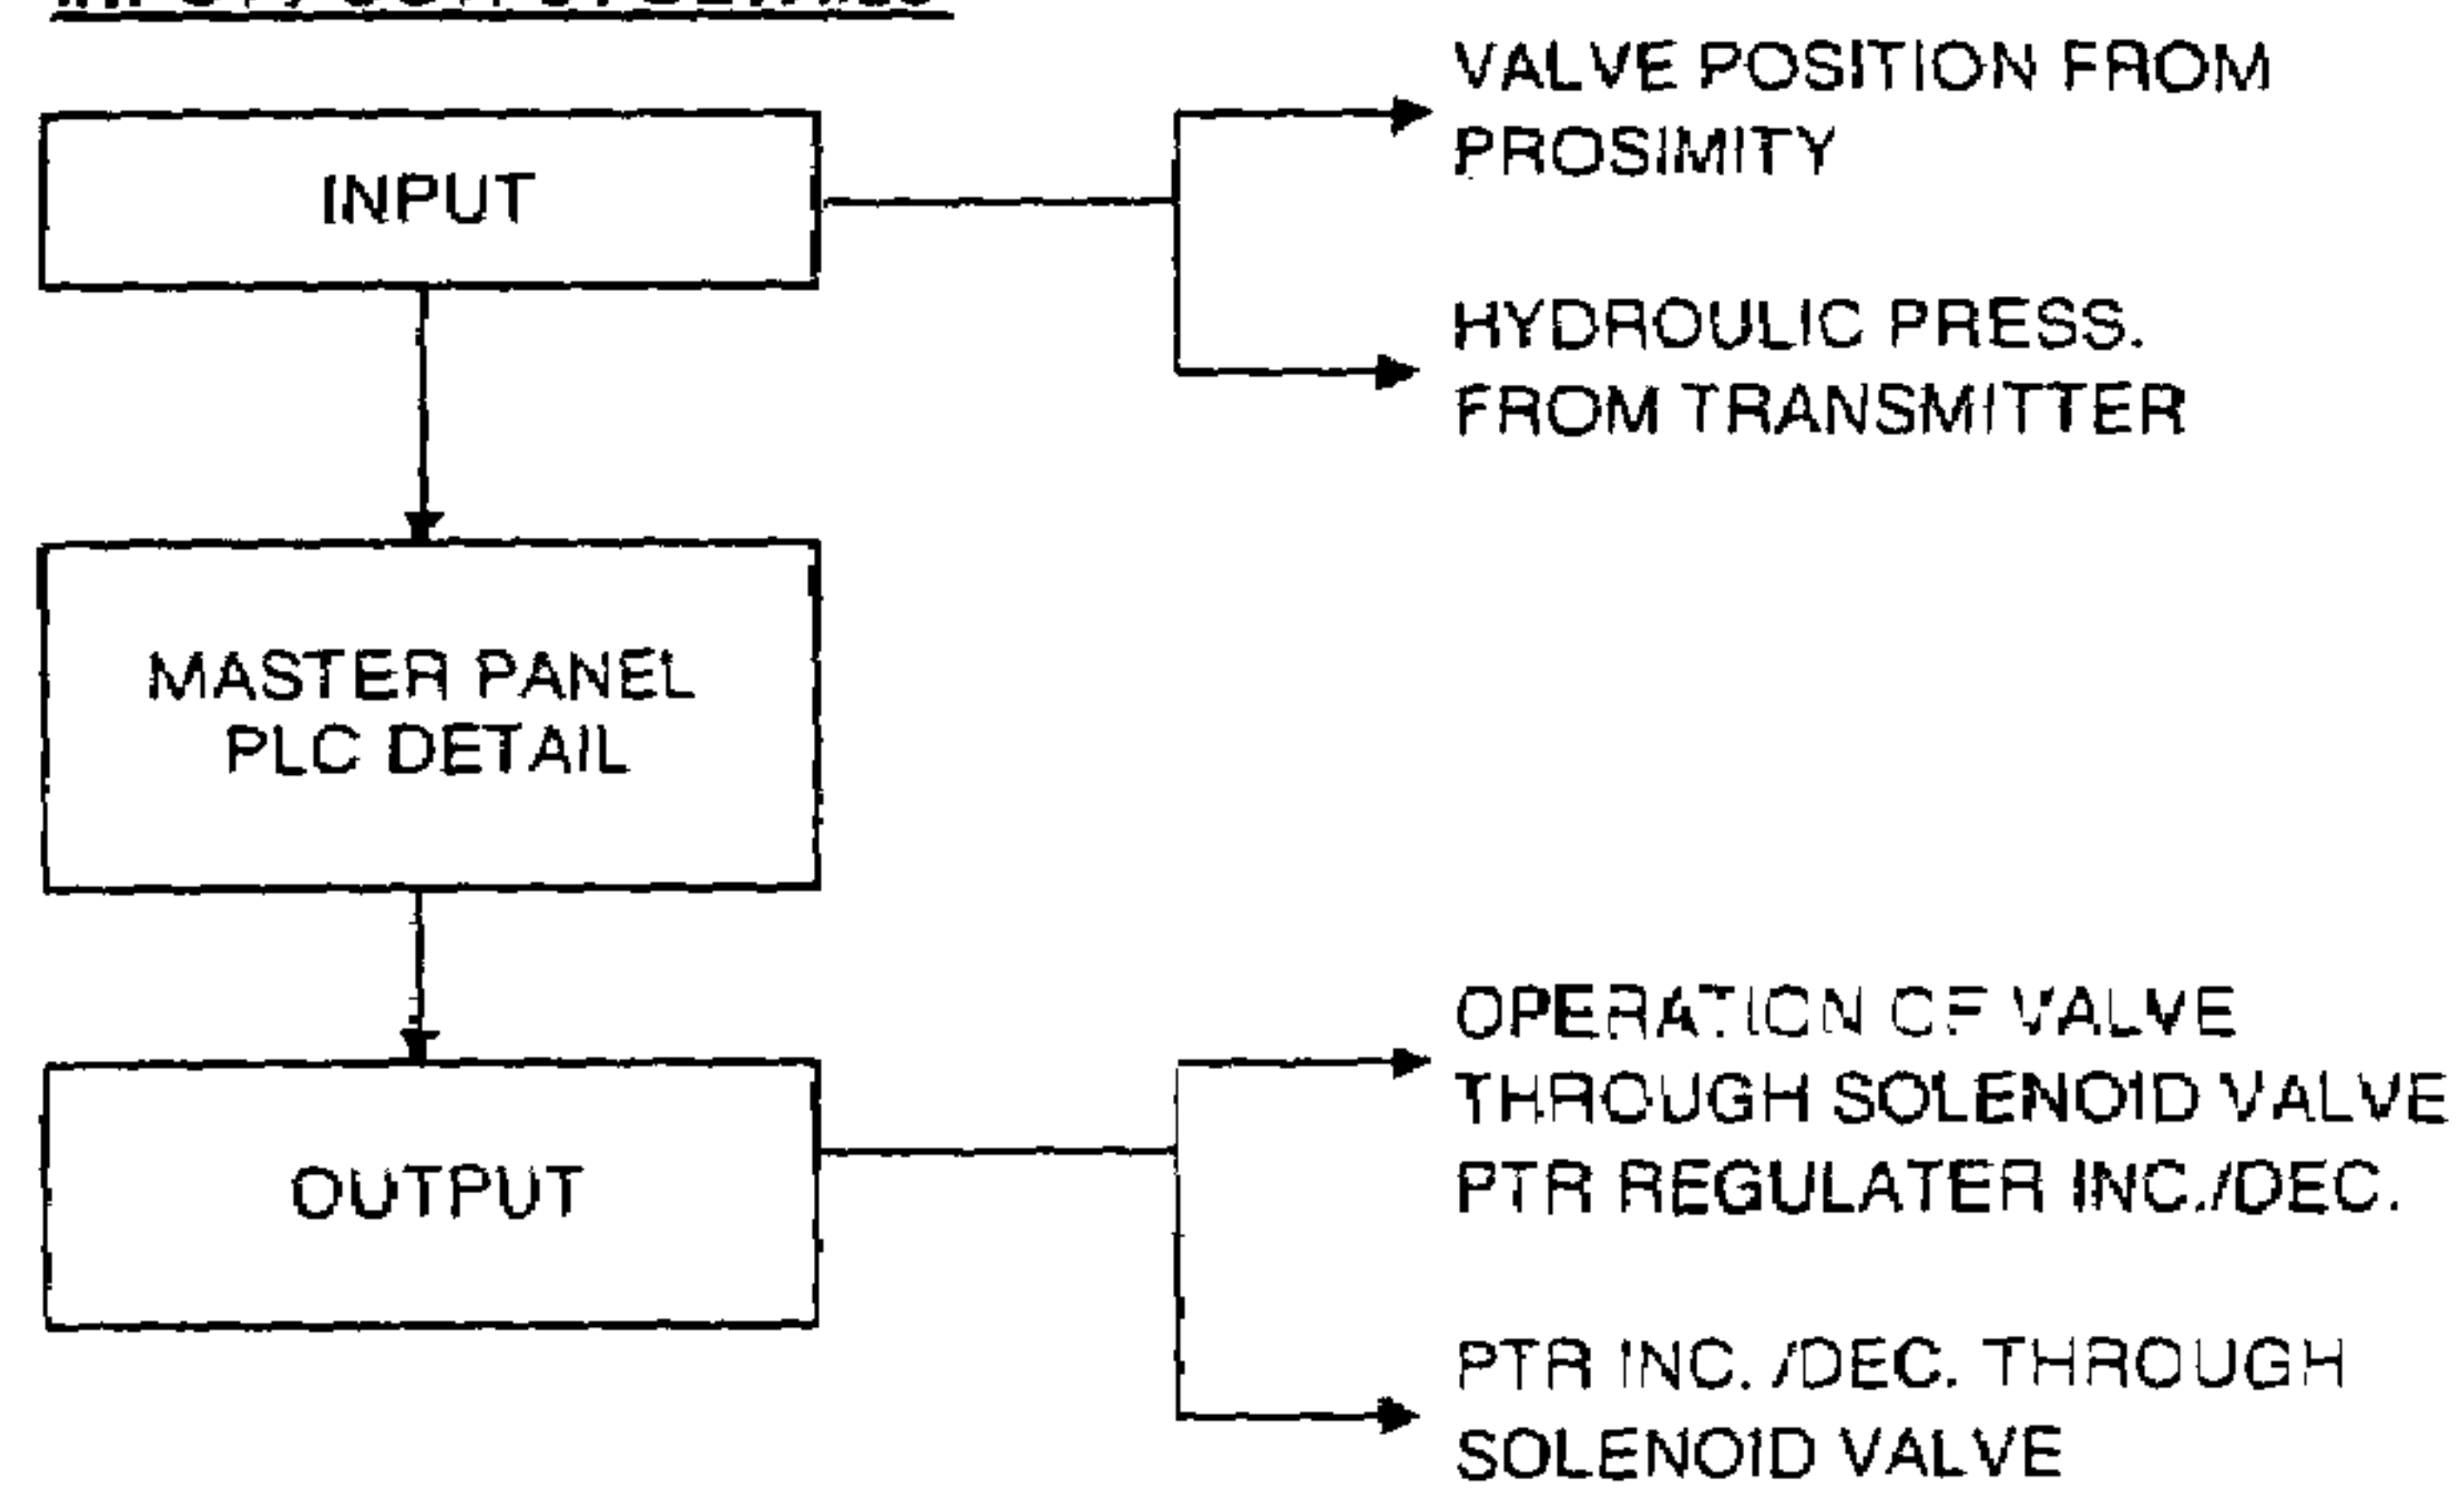 VALVE POSITION FROM
PROSIMITY
INPUT
HYDROULIC PRESS.
FROM TRANSMITTER
MASTER PANEL
PLC DETAIL
OPERATION OF VALVE
THROUGH SOLENOID VALVE
PTR REGULATER INC./DEC.
OUTPUT
PTR INC. /DEC. THROUGH
SOLENOID VALVE